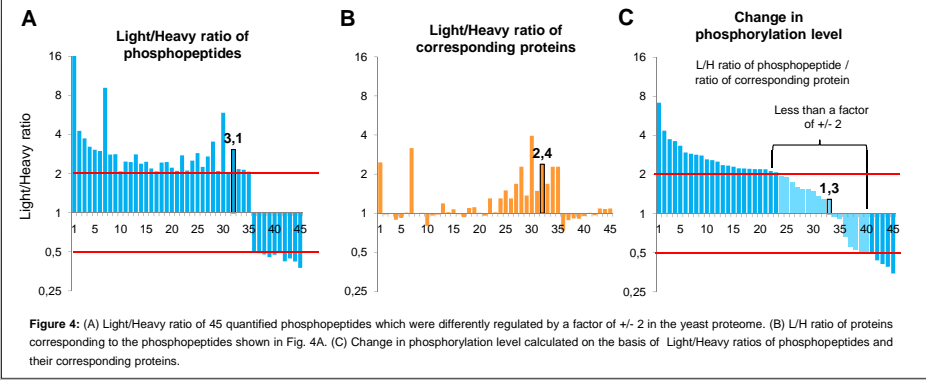 A
Light/Heavy ratio of
phosphopeptides
Light/Heavy ratio
16
8
4
2
1
0,5
0,25
3,1
1 5 10 15 20 25 30 35 40 45
B
Light/Heavy ratio of
corresponding proteins
16
8
4
2
1
0,5
0,25
2,4
1 5 10 15 20 25 30 35 40 45
C
Change in
phosphorylation level
L/H ratio of phosphopeptide /
ratio of corresponding protein
Less than a factor
of +/- 2
16
8
4
2
1
0,5
0,25
1,3
1 5 10 15 20 25 30 35 40 45
Figure 4: (A) Light/Heavy ratio of 45 quantified phosphopeptides which were differently regulated by a factor of +/- 2 in the yeast proteome. (B) L/H ratio of proteins
corresponding to the phosphopeptides shown in Fig. 4A. (C) Change in phosphorylation level calculated on the basis of Light/Heavy ratios of phosphopeptides and
their corresponding proteins.